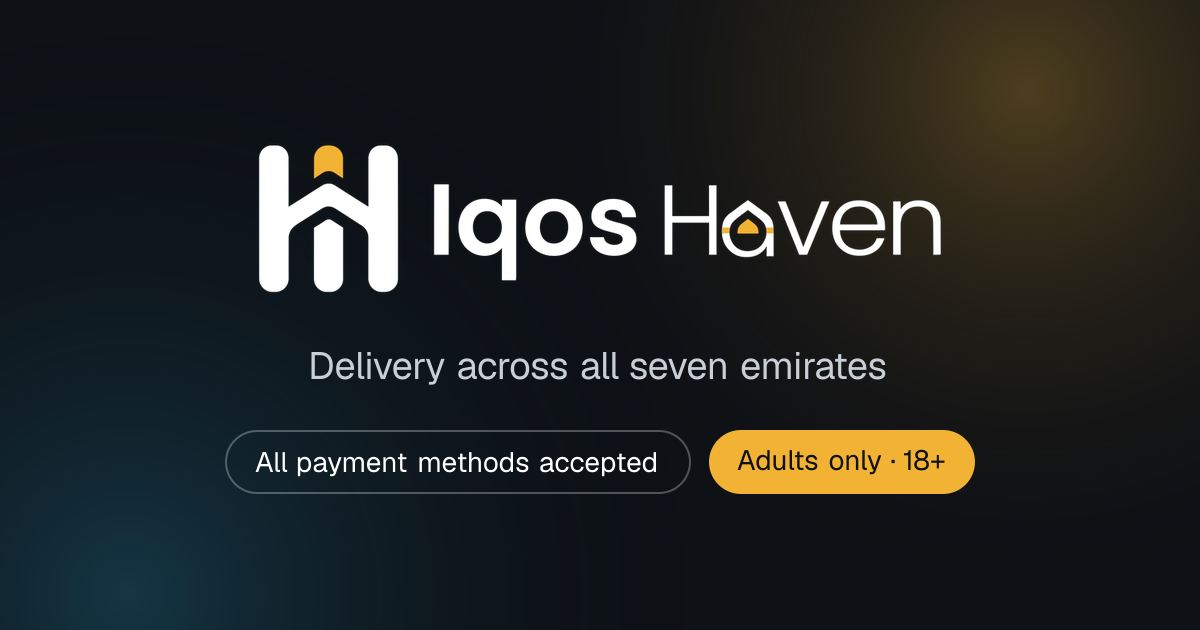 Iqos Haven
Delivery across all seven emirates
All payment methods accepted
Adults only · 18+